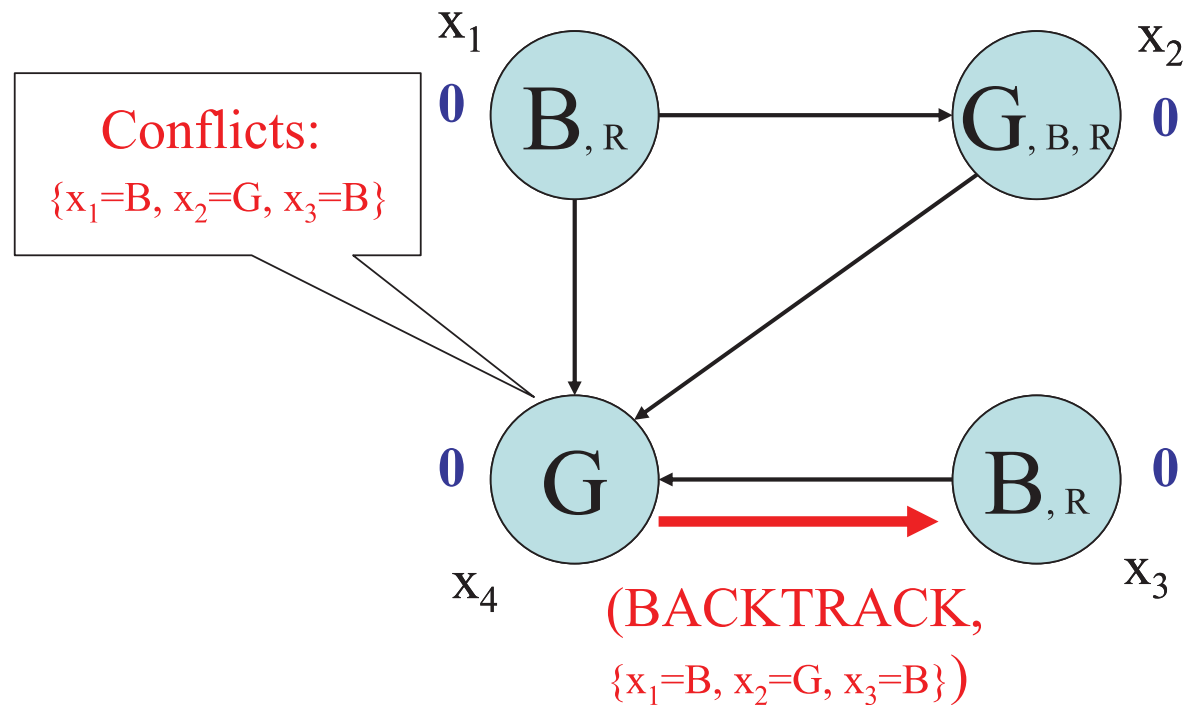 x₁
x₂
0
B, R
G, B, R
0
Conflicts:
{x₁=B, x₂=G, x₃=B}
0
G
B, R
0
x₄
x₃
(BACKTRACK,
{x₁=B, x₂=G, x₃=B})